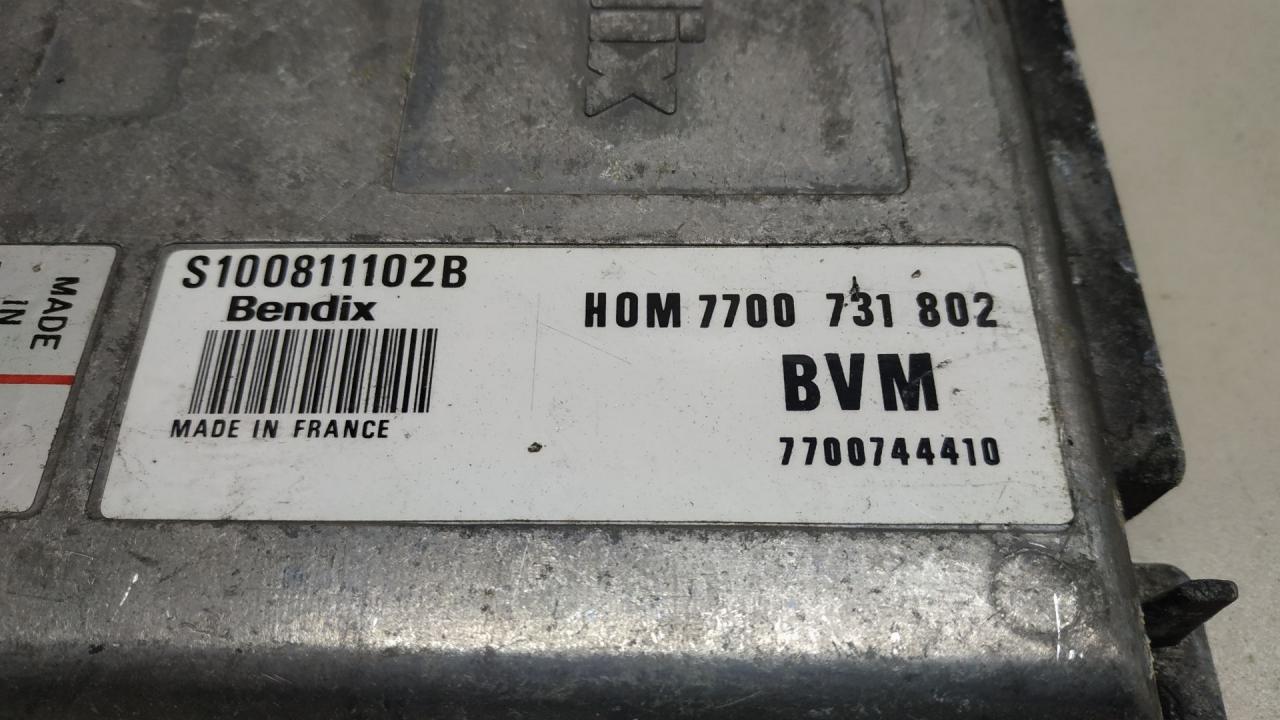 S100811102B
Bendix
MADE IN FRANCE
HOM 7700 731 802
BVM
7700744410
MADE
IN